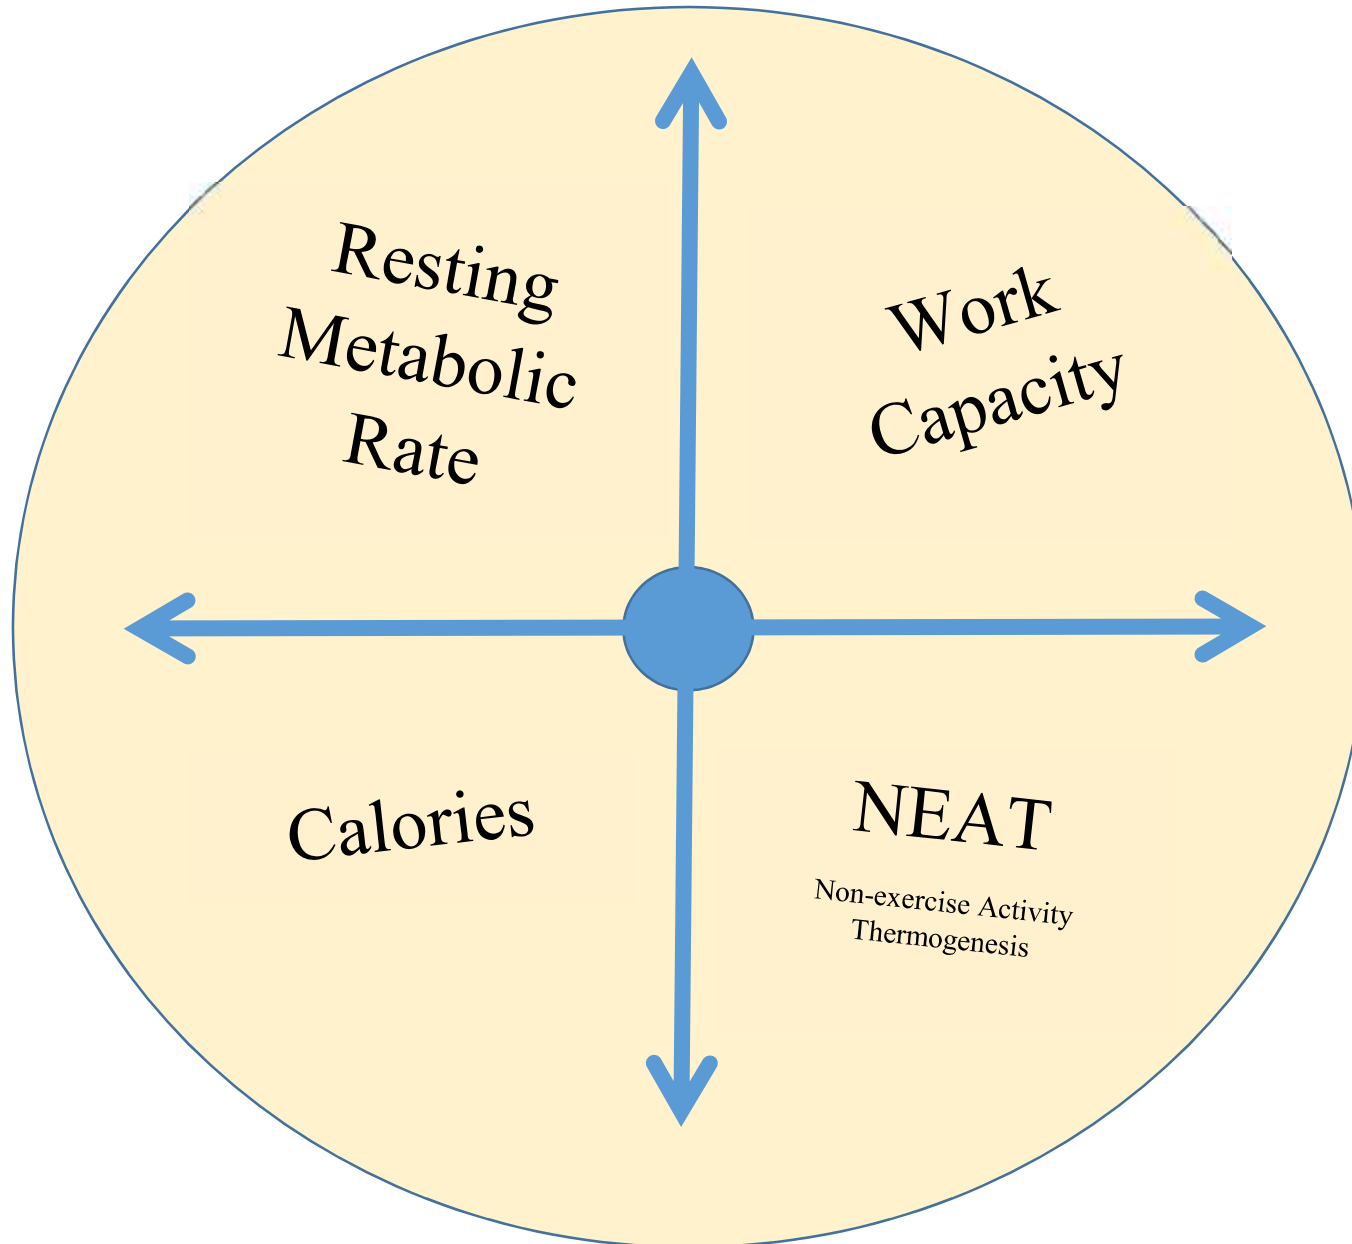 Resting
Metabolic
Rate
Work
Capacity
Calories
NEAT
Non-exercise Activity
Thermogenesis